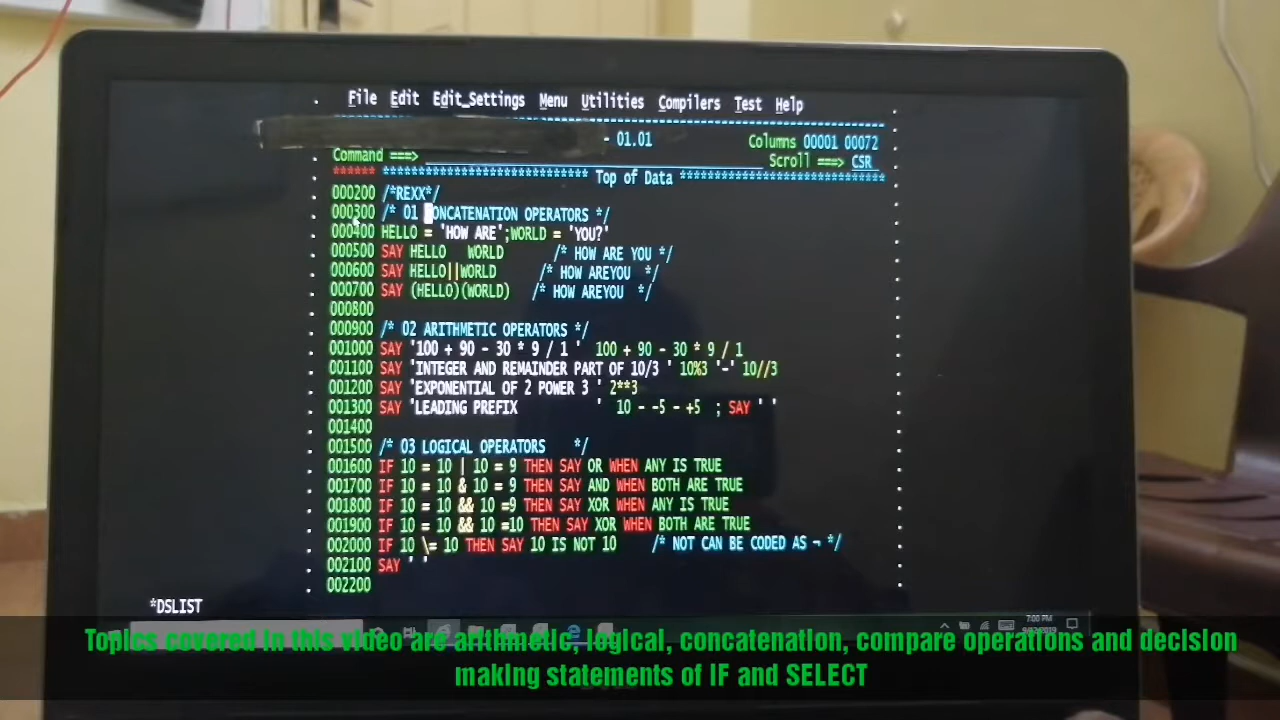 File Edit Edit_Settings Menu Utilities Compilers Test Help
- 01.01 Columns 00001 00072
Command ===> Scroll ===> CSR
****** *************************** Top of Data ***************************
000200 /*REXX*/
000300 /* 01 CONCATENATION OPERATORS */
000400 HELLO = 'HOW ARE';WORLD = 'YOU?'
000500 SAY HELLO WORLD /* HOW ARE YOU */
000600 SAY HELLO||WORLD /* HOW AREYOU */
000700 SAY (HELLO)(WORLD) /* HOW AREYOU */
000800
000900 /* 02 ARITHMETIC OPERATORS */
001000 SAY '100 + 90 - 30 * 9 / 1 ' 100 + 90 - 30 * 9 / 1
001100 SAY 'INTEGER AND REMAINDER PART OF 10/3 ' 10%3 '-' 10//3
001200 SAY 'EXPONENTIAL OF 2 POWER 3 ' 2**3
001300 SAY 'LEADING PREFIX ' 10 - -5 - +5 ; SAY ' '
001400
001500 /* 03 LOGICAL OPERATORS */
001600 IF 10 = 10 | 10 = 9 THEN SAY OR WHEN ANY IS TRUE
001700 IF 10 = 10 & 10 = 9 THEN SAY AND WHEN BOTH ARE TRUE
001800 IF 10 = 10 && 10 =9 THEN SAY XOR WHEN ANY IS TRUE
001900 IF 10 = 10 && 10 =10 THEN SAY XOR WHEN BOTH ARE TRUE
002000 IF 10 \= 10 THEN SAY 10 IS NOT 10 /* NOT CAN BE CODED AS ¬ */
002100 SAY ' '
002200
*DSLIST
7:00 PM
Topics covered in this video are arithmetic, logical, concatenation, compare operations and decision
making statements of IF and SELECT